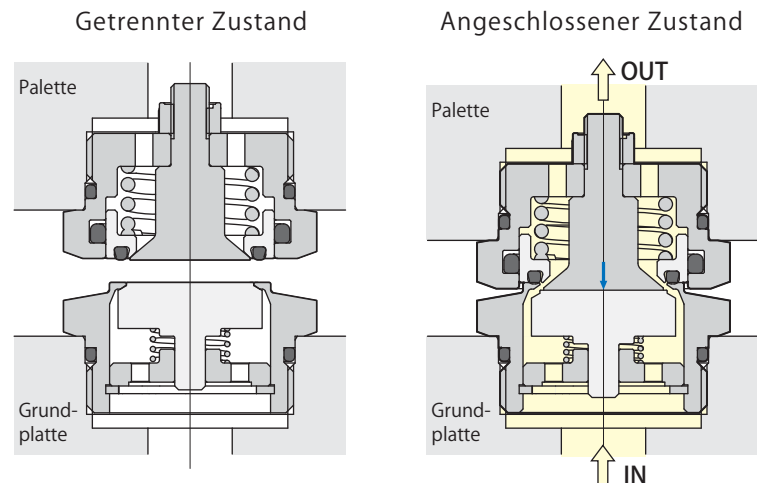 Getrennter Zustand
Angeschlossener Zustand
Palette
Grund-
platte
OUT
Palette
Grund-
platte
IN